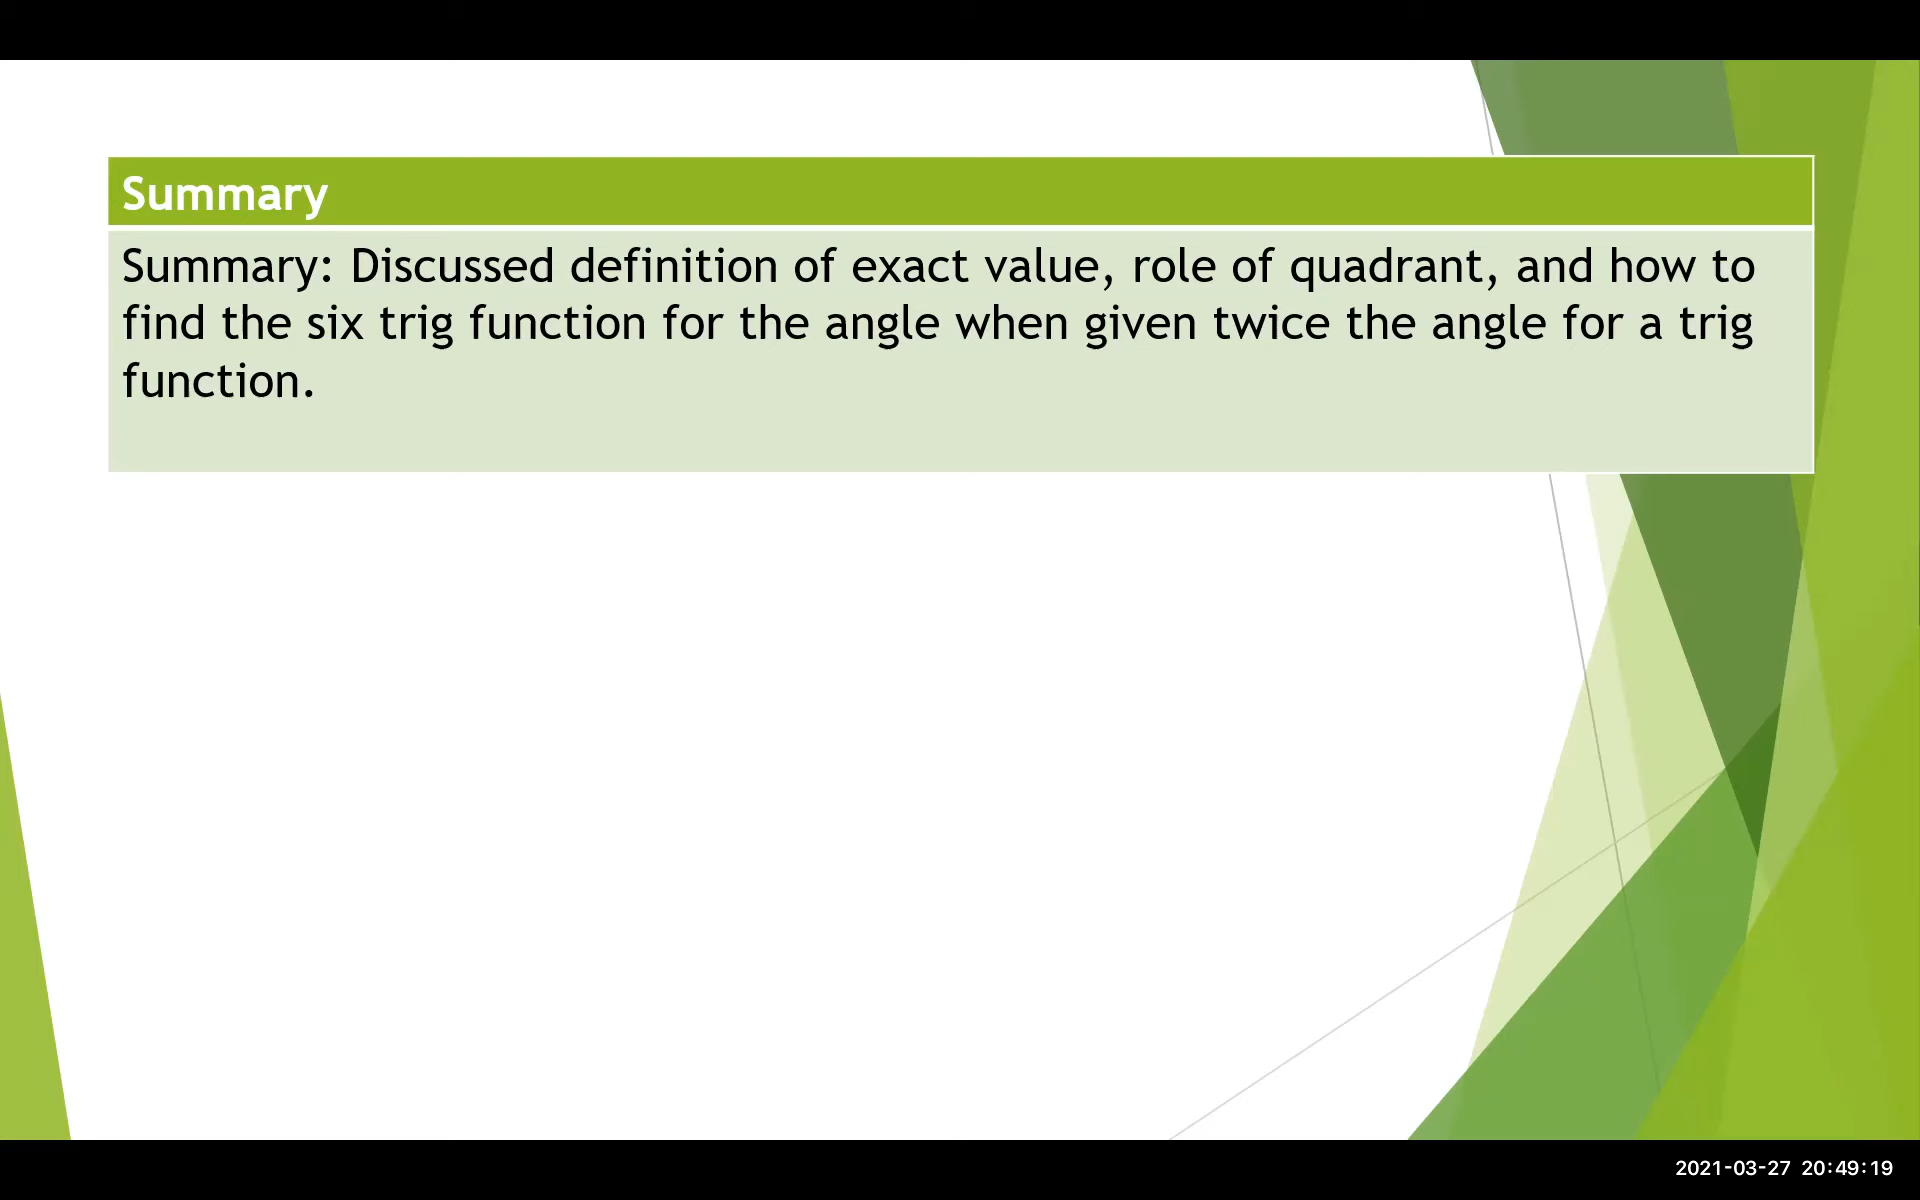 Summary
Summary: Discussed definition of exact value, role of quadrant, and how to
find the six trig function for the angle when given twice the angle for a trig
function.
2021-03-27 20:49:19